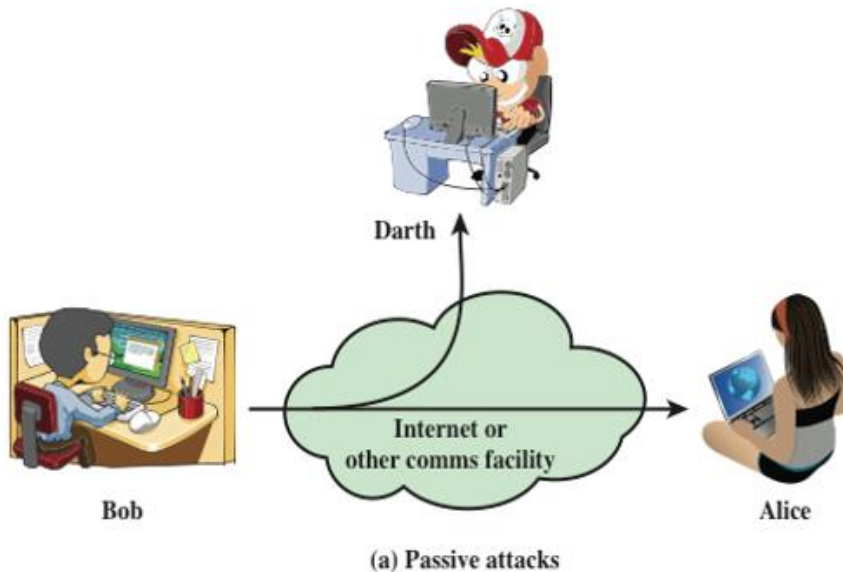 Darth
Internet or
other comms facility
Bob
Alice
(a) Passive attacks